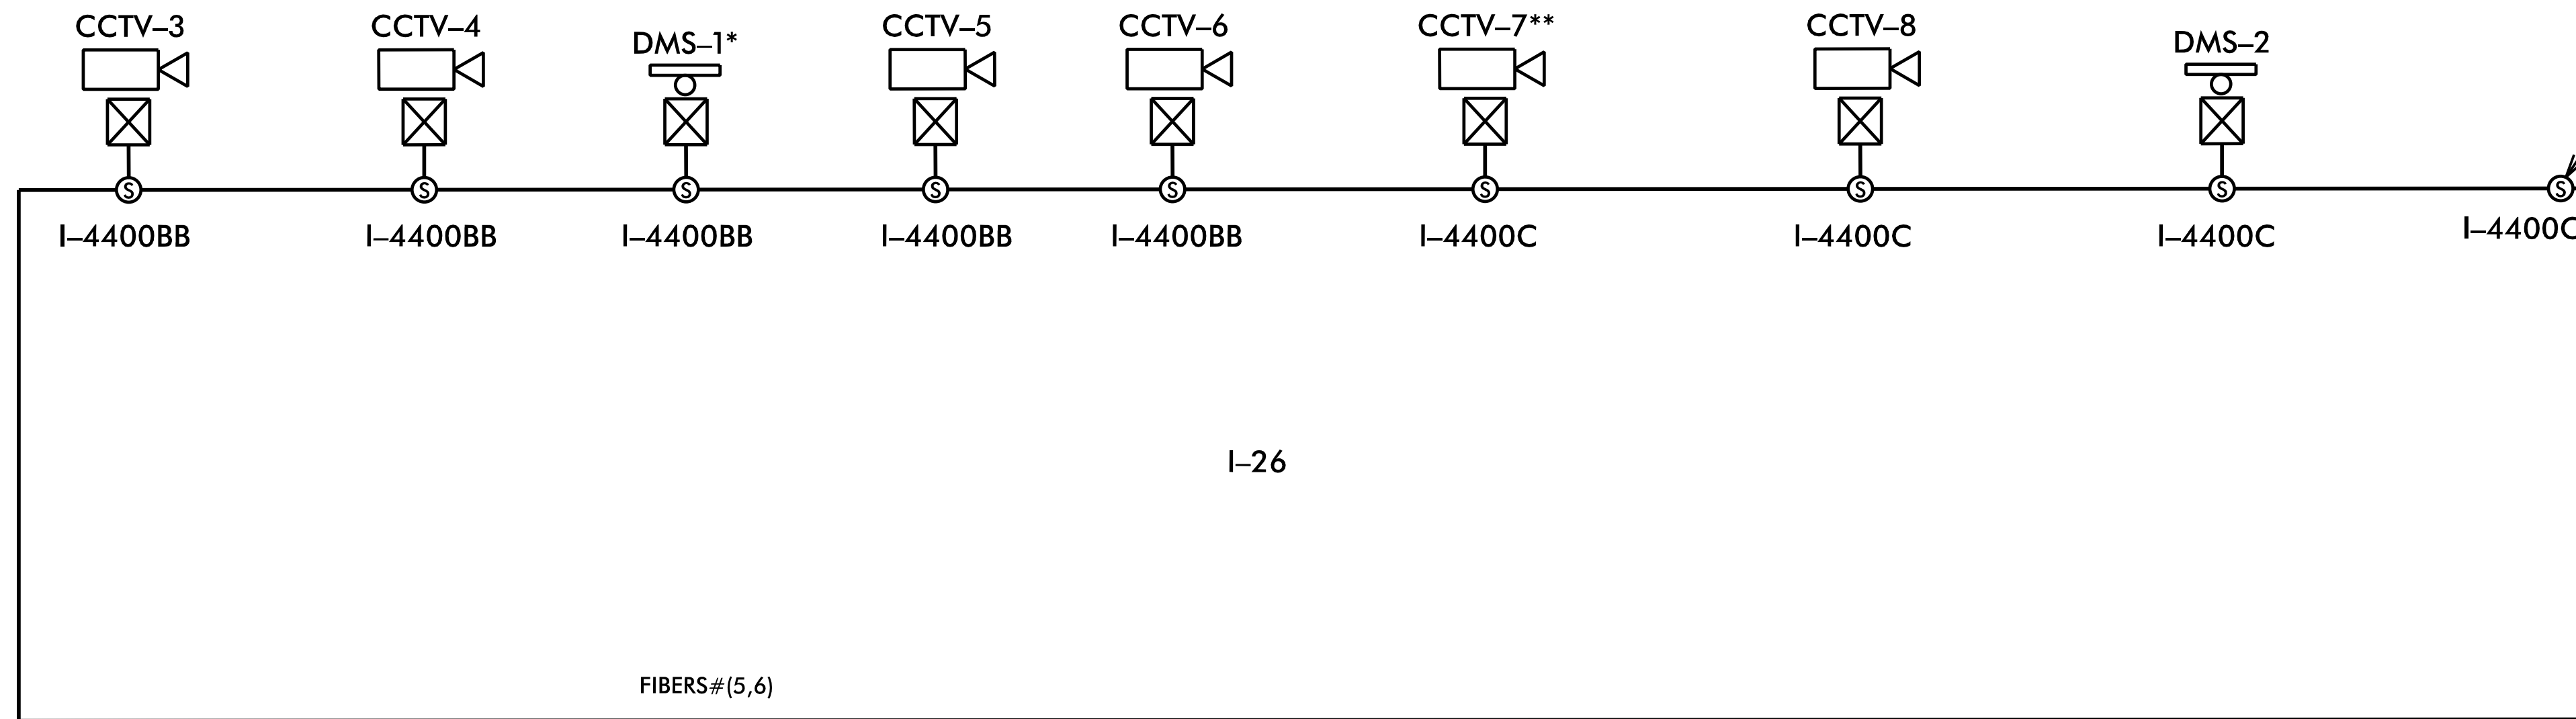 CCTV–3 CCTV–4 DMS–1* CCTV–5 CCTV–6 CCTV–7** CCTV–8 DMS–2
S S S S S S S S S
I–4400BB I–4400BB I–4400BB I–4400BB I–4400BB I–4400C I–4400C I–4400C I–4400C
I–26
FIBERS#(5,6)